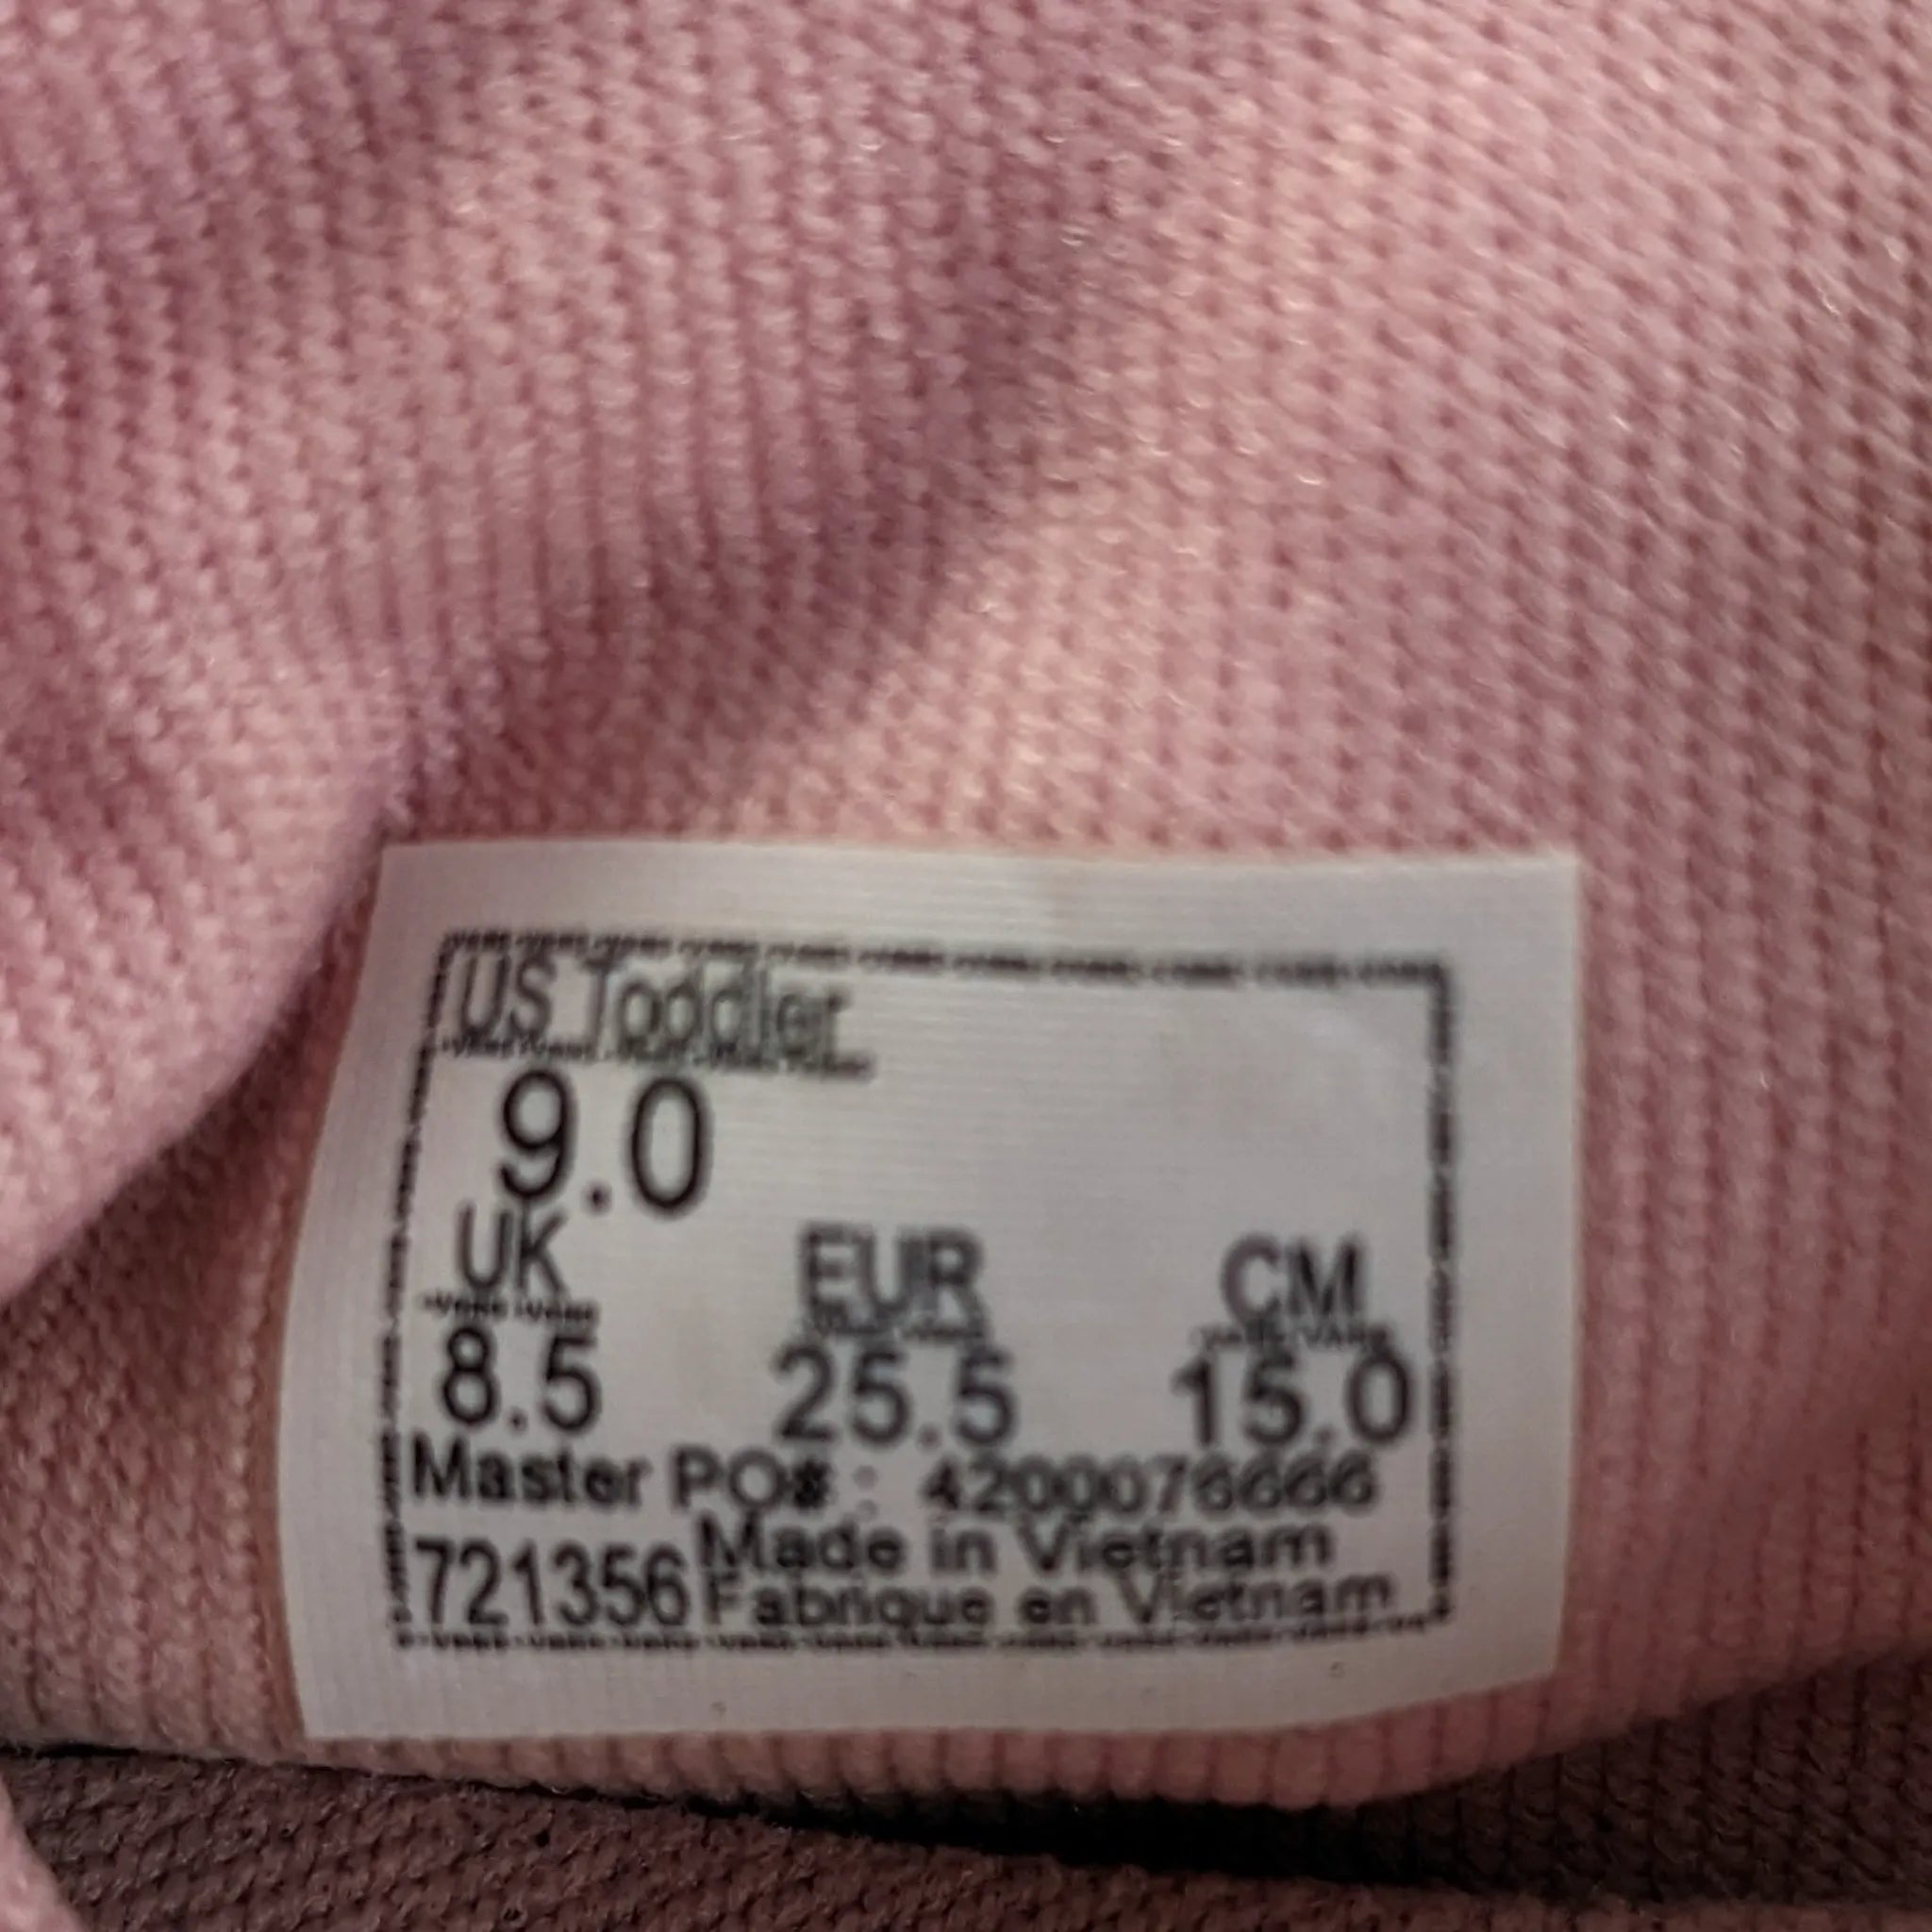 US Toddler
9.0
UK EUR CM
8.5 25.5 15.0
Master PO# : 4200076666
721356 Made in Vietnam
Fabrique en Vietnam